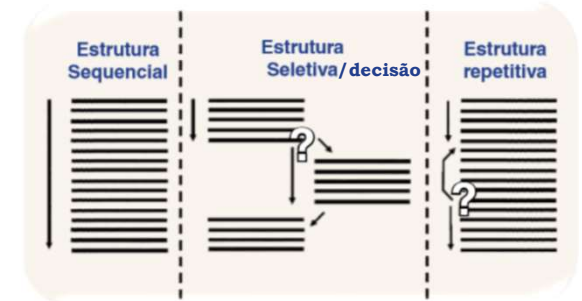 Estrutura
Sequencial
Estrutura
Seletiva/decisão
Estrutura
repetitiva
?
?